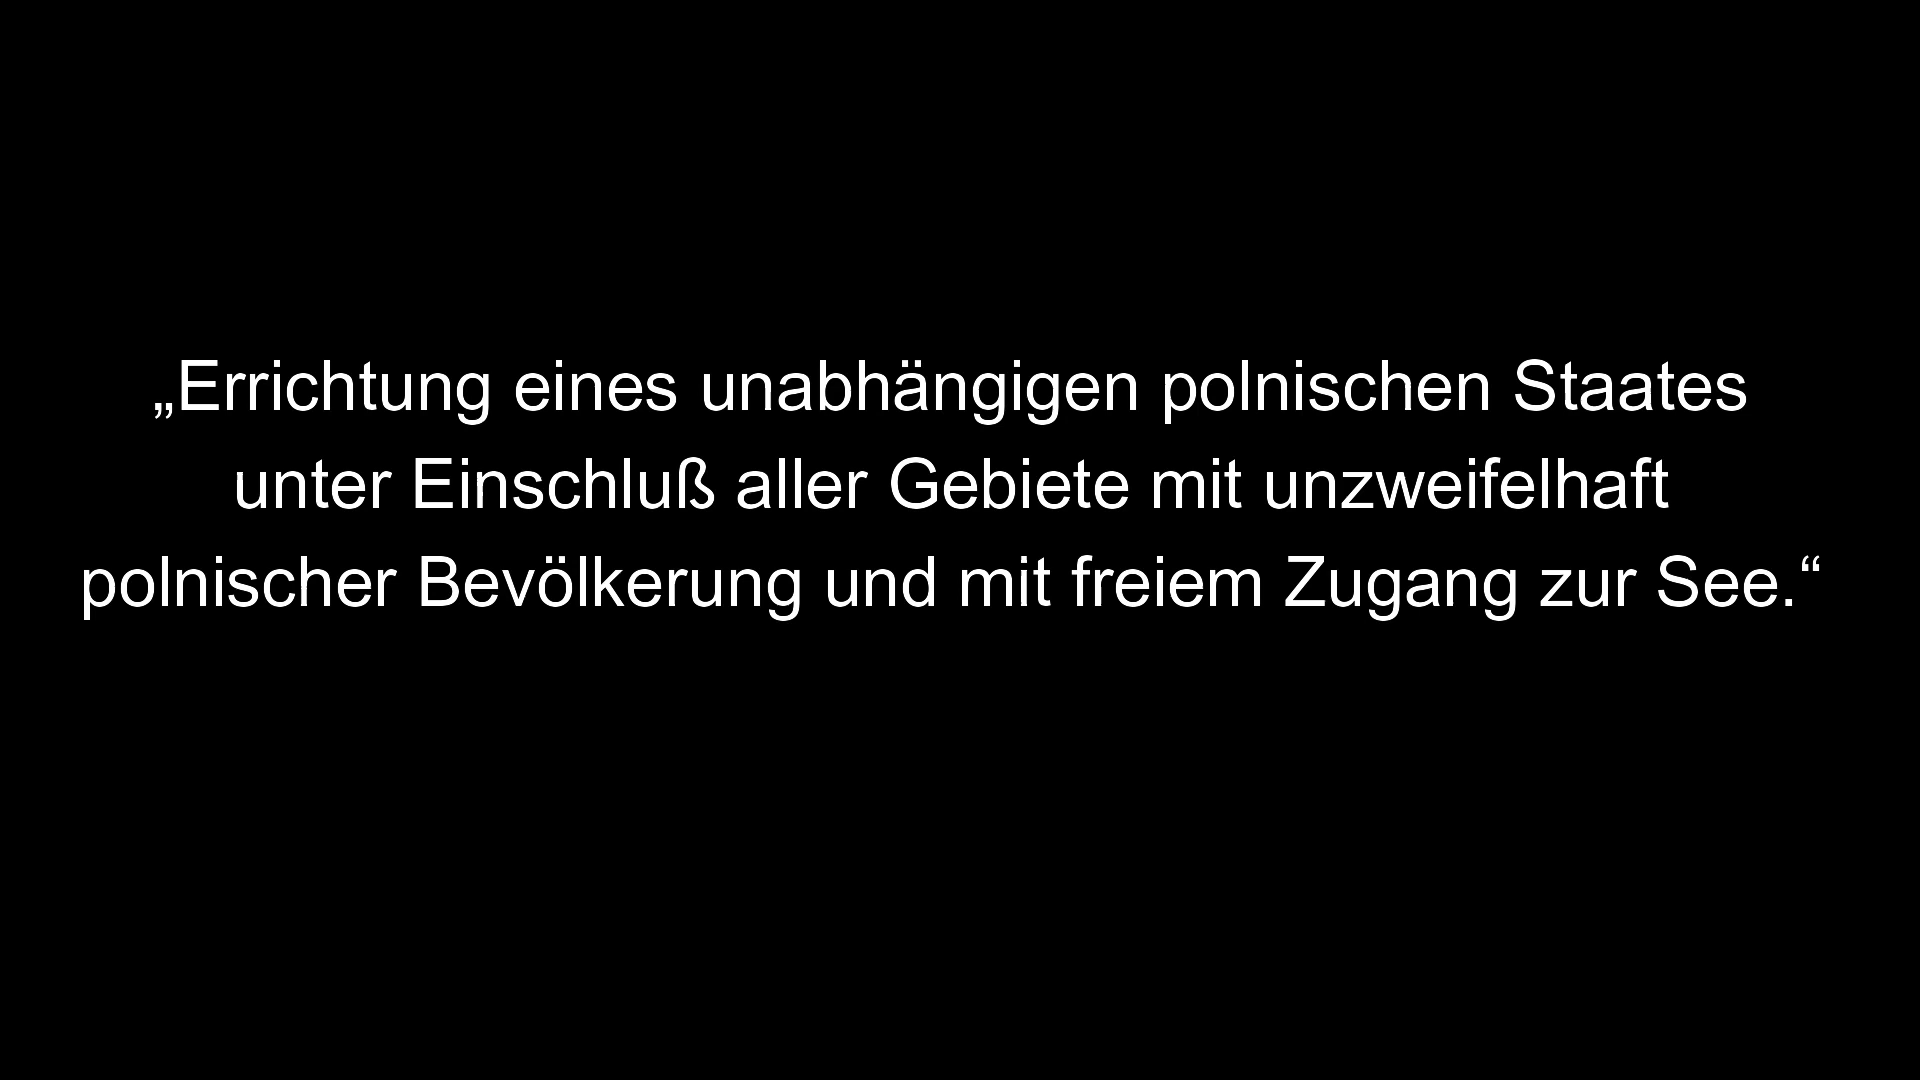 „Errichtung eines unabhängigen polnischen Staates
unter Einschluß aller Gebiete mit unzweifelhaft
polnischer Bevölkerung und mit freiem Zugang zur See.“